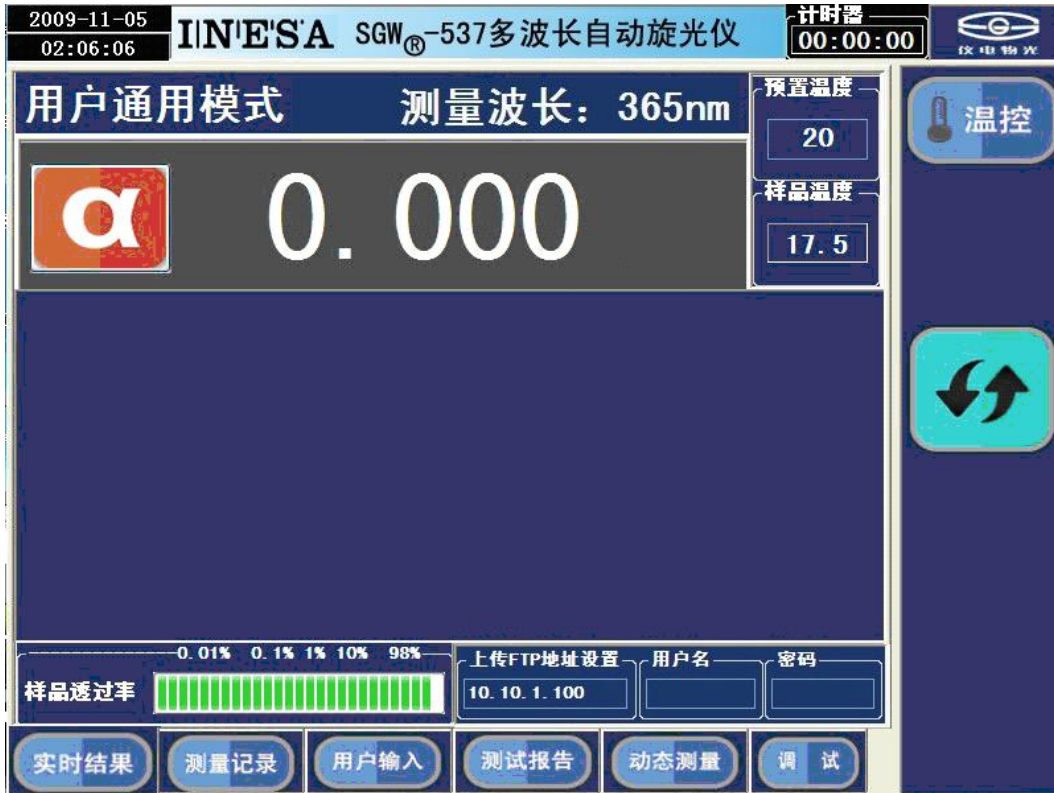 2009-11-05
02:06:06
INESA SGW®-537多波长自动旋光仪
计时器
00:00:00
仪电物光
用户通用模式 测量波长: 365nm
预置温度
20
温控
α 0.000
样品温度
17.5
0.01% 0.1% 1% 10% 98%
样品透过率
上传FTP地址设置 用户名 密码
10.10.1.100
实时结果 测量记录 用户输入 测试报告 动态测量 调 试